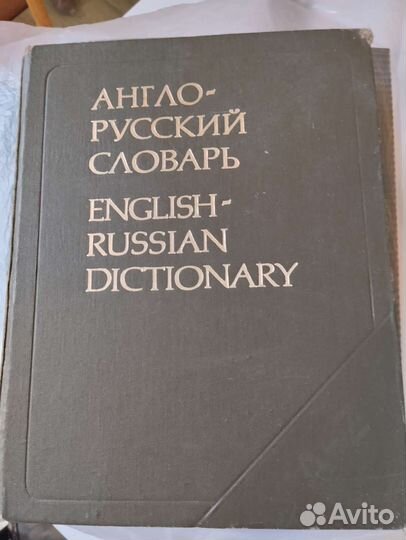 АНГЛО-
РУССКИЙ
СЛОВАРЬ
ENGLISH-
RUSSIAN
DICTIONARY
Avito